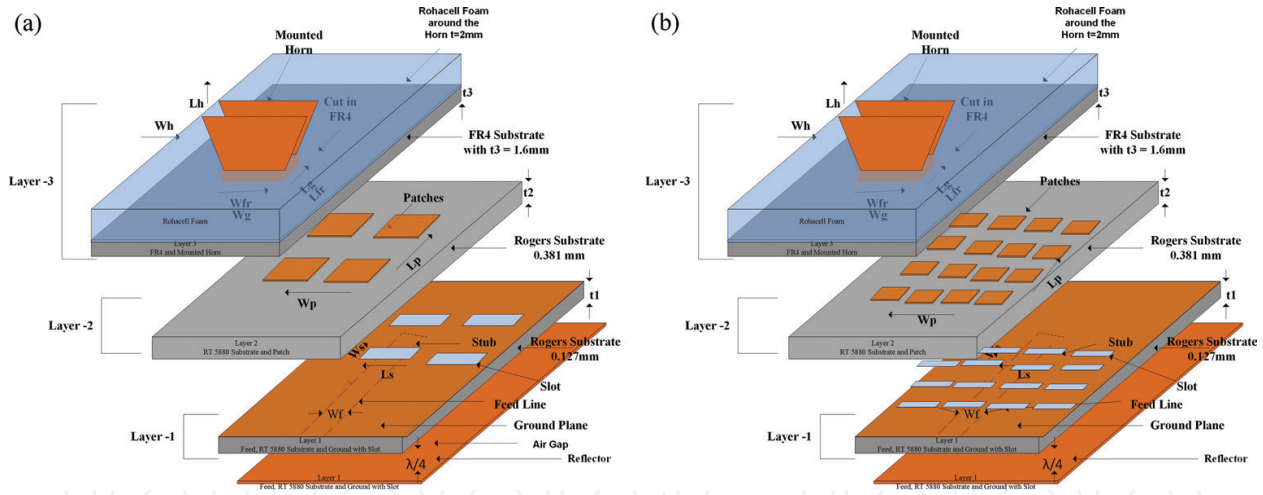 (a)
Mounted
Horn
Rohacell Foam
around the
Horn t=2mm
Lh
t3
Cut in
FR4
Wh
FR4 Substrate
with t3 = 1.6mm
Layer -3
Lg
Lfr
Wfr
Wg
Rohacell Foam
Layer 3
FR4 and Mounted Horn
Patches
t2
Rogers Substrate
0.381 mm
Lp
Wp
t1
Layer -2
Layer 2
RT 5880 Substrate and Patch
Ws
Stub
Rogers Substrate
0.127mm
Ls
Slot
Wf
Feed Line
Ground Plane
Layer -1
Layer 1
Feed, RT 5880 Substrate and Ground with Slot
Air Gap
λ/4
Reflector
Layer 1
Feed, RT 5880 Substrate and Ground with Slot
(b)
Mounted
Horn
Rohacell Foam
around the
Horn t=2mm
Lh
t3
Cut in
FR4
Wh
FR4 Substrate
with t3 = 1.6mm
Layer -3
Lg
Lfr
Wfr
Wg
Rohacell Foam
Layer 3
FR4 and Mounted Horn
Patches
t2
Rogers Substrate
0.381 mm
Lp
Wp
t1
Layer -2
Layer 2
RT 5880 Substrate and Patch
Stub
Rogers Substrate
0.127mm
Ls
Slot
Wf
Feed Line
Ground Plane
Layer -1
Layer 1
Feed, RT 5880 Substrate and Ground with Slot
λ/4
Reflector
Layer 1
Feed, RT 5880 Substrate and Ground with Slot